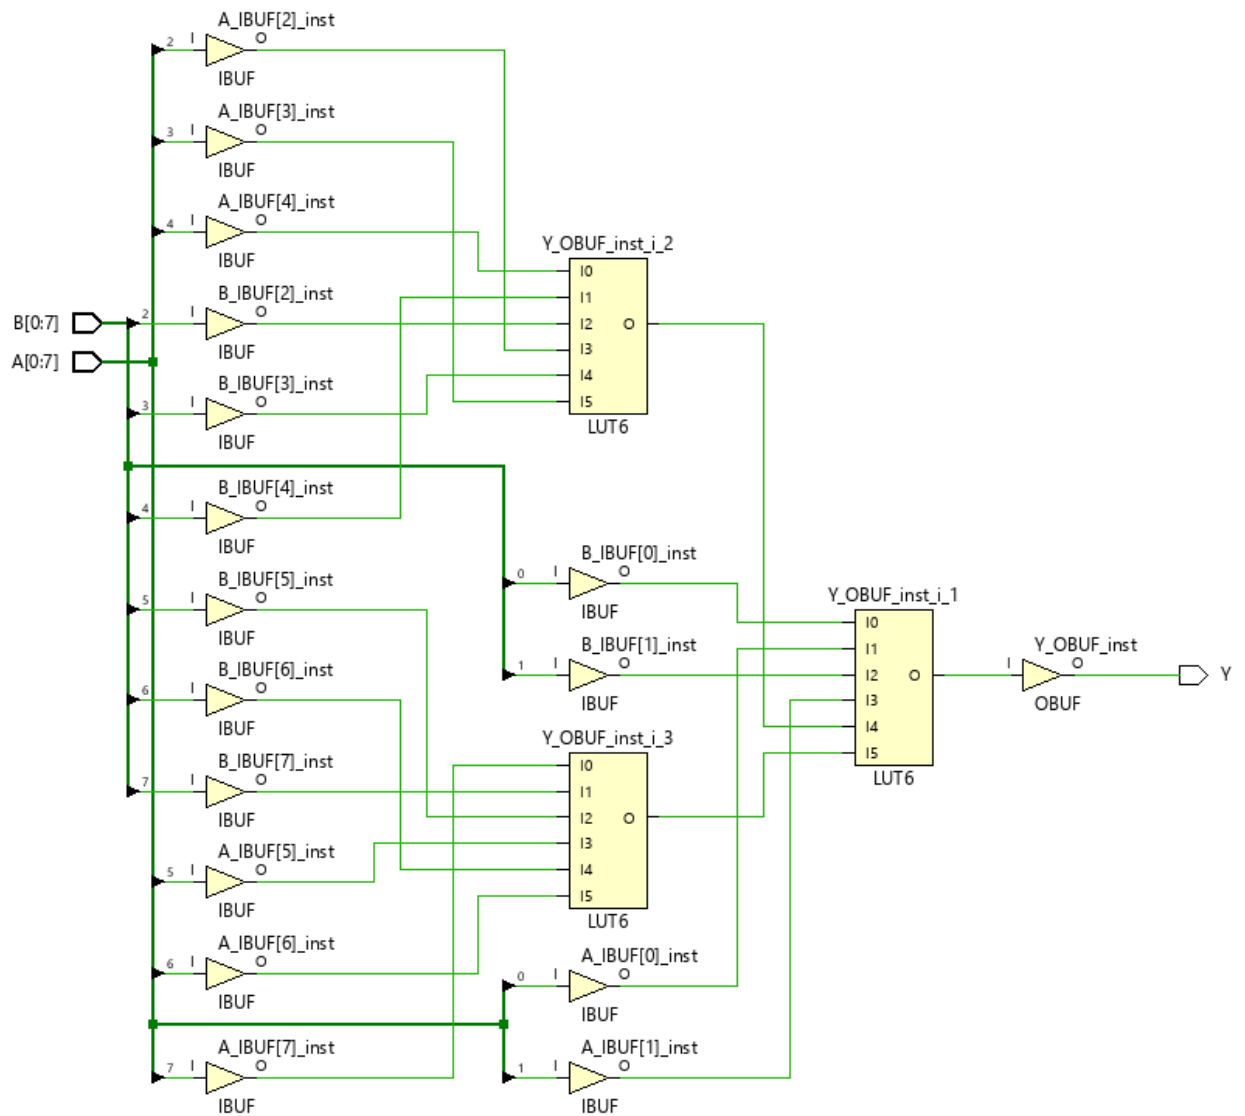 A_IBUF[2]_inst
2 I O
IBUF
A_IBUF[3]_inst
3 I O
IBUF
A_IBUF[4]_inst
4 I O
IBUF
Y_OBUF_inst_i_2
I0
I1
I2 O
I3
I4
I5
LUT6
B_IBUF[2]_inst
B[0:7] 2 I O
IBUF
A[0:7]
B_IBUF[3]_inst
3 I O
IBUF
B_IBUF[4]_inst
4 I O
IBUF
B_IBUF[0]_inst
0 I O
IBUF
B_IBUF[5]_inst
5 I O
IBUF
B_IBUF[1]_inst
1 I O
IBUF
Y_OBUF_inst_i_1
I0
I1
I2 O
I3
I4
I5
LUT6
Y_OBUF_inst
I O Y
OBUF
B_IBUF[6]_inst
6 I O
IBUF
B_IBUF[7]_inst
7 I O
IBUF
Y_OBUF_inst_i_3
I0
I1
I2 O
I3
I4
I5
LUT6
A_IBUF[5]_inst
5 I O
IBUF
A_IBUF[6]_inst
6 I O
IBUF
A_IBUF[0]_inst
0 I O
IBUF
A_IBUF[7]_inst
7 I O
IBUF
A_IBUF[1]_inst
1 I O
IBUF